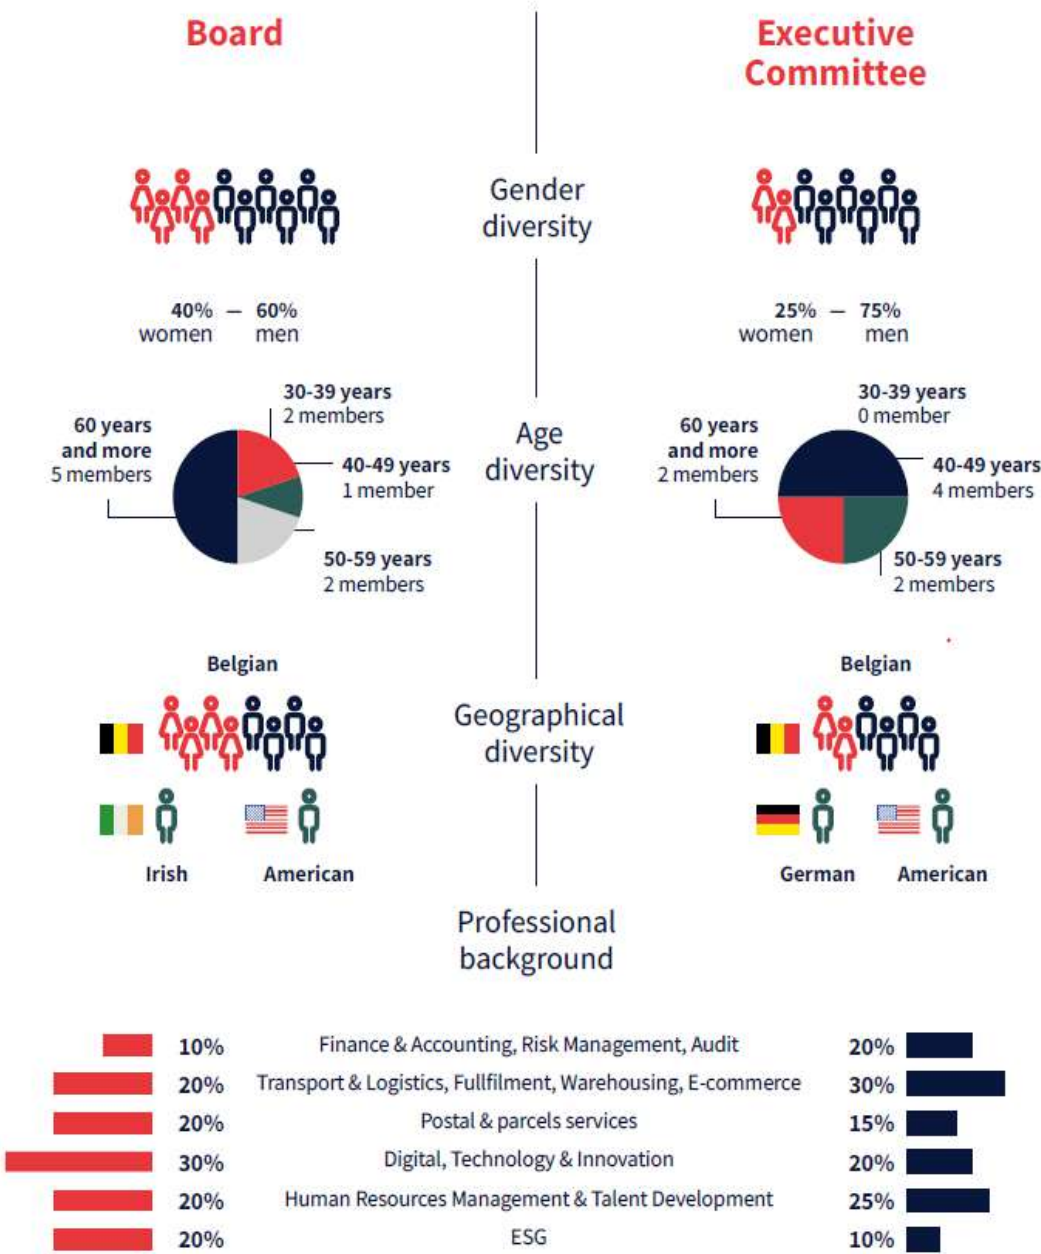 Board
Executive
Committee
Gender
diversity
40% – 60%
women men
25% – 75%
women men
Age
diversity
30-39 years
2 members
60 years
and more
5 members
40-49 years
1 member
50-59 years
2 members
30-39 years
0 member
60 years
and more
2 members
40-49 years
4 members
50-59 years
2 members
Geographical
diversity
Belgian
Irish American
Belgian
German American
Professional
background
10% Finance & Accounting, Risk Management, Audit 20%
20% Transport & Logistics, Fullfilment, Warehousing, E-commerce 30%
20% Postal & parcels services 15%
30% Digital, Technology & Innovation 20%
20% Human Resources Management & Talent Development 25%
20% ESG 10%